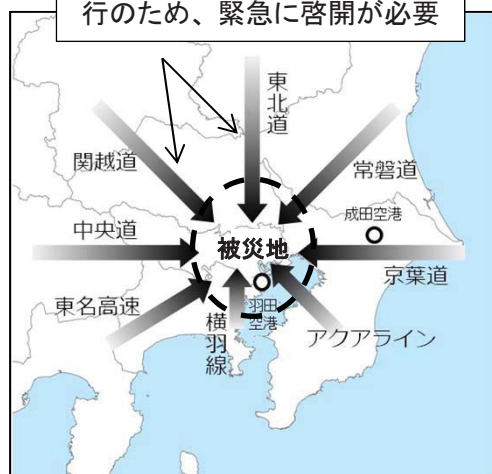 行のため、緊急に啓開が必要
東北道
関越道
常磐道
成田空港
中央道
被災地
京葉道
東名高速
羽田
空港
横羽線
アクアライン